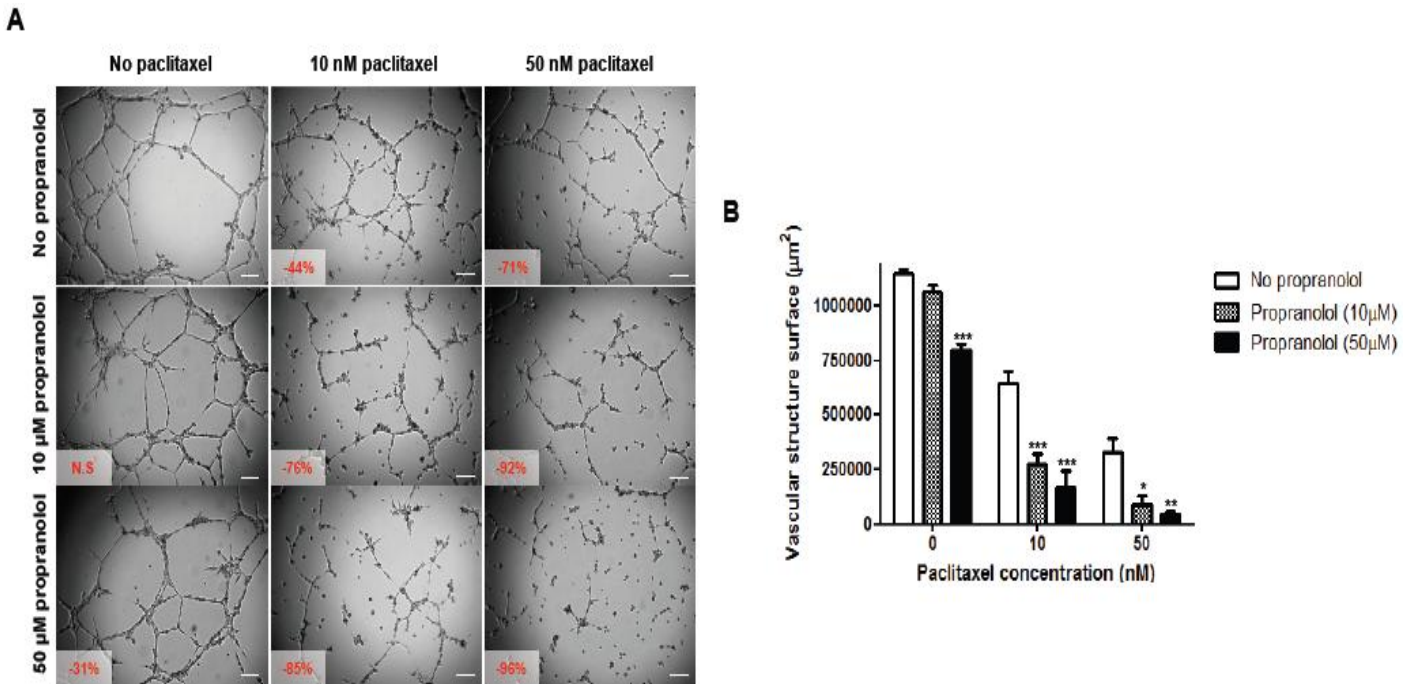 A
No paclitaxel 10 nM paclitaxel 50 nM paclitaxel
No propranolol
-44% -71%
10 µM propranolol
N.S -76% -92%
50 µM propranolol
-31% -85% -96%
B
Vascular structure surface (µm²)
1000000
750000
500000
250000
0
***
*** ***
* **
0 10 50
Paclitaxel concentration (nM)
No propranolol
Propranolol (10µM)
Propranolol (50µM)